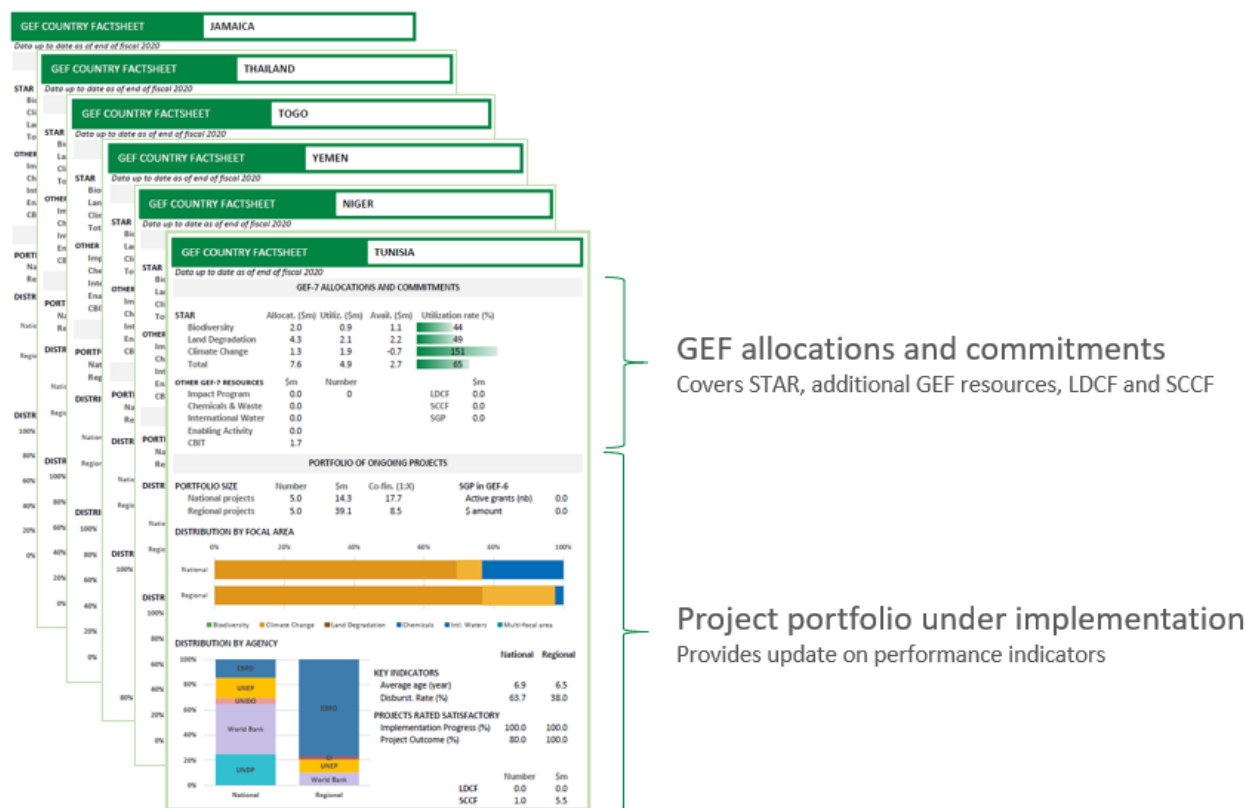 GEF COUNTRY FACTSHEET JAMAICA
Data up to date as of end of fiscal 2020
GEF COUNTRY FACTSHEET THAILAND
Data up to date as of end of fiscal 2020
GEF COUNTRY FACTSHEET TOGO
Data up to date as of end of fiscal 2020
GEF COUNTRY FACTSHEET YEMEN
Data up to date as of end of fiscal 2020
GEF COUNTRY FACTSHEET NIGER
Data up to date as of end of fiscal 2020
GEF COUNTRY FACTSHEET TUNISIA
Data up to date as of end of fiscal 2020
GEF-7 ALLOCATIONS AND COMMITMENTS
STAR Allocat. ($m) Utiliz. ($m) Avail. ($m) Utilization rate (%)
Biodiversity 2.0 0.9 1.1 44
Land Degradation 4.3 2.1 2.2 49
Climate Change 1.3 1.9 -0.7 151
Total 7.6 4.9 2.7 65
OTHER GEF-7 RESOURCES $m Number $m
Impact Program 0.0 0 LDCF 0.0
Chemicals & Waste 0.0 SCCF 0.0
International Water 0.0 SGP 0.0
Enabling Activity 0.0
CBIT 1.7
PORTFOLIO OF ONGOING PROJECTS
PORTFOLIO SIZE Number $m Co-fin. (1:X) SGP in GEF-6
National projects 5.0 14.3 17.7 Active grants (nb) 0.0
Regional projects 5.0 39.1 8.5 $ amount 0.0
DISTRIBUTION BY FOCAL AREA
0% 20% 40% 60% 80% 100%
National
Regional
Biodiversity Climate Change Land Degradation Chemicals Intl. Waters Multi-focal area
DISTRIBUTION BY AGENCY
National Regional
KEY INDICATORS
Average age (year) 6.9 6.5
Disburst. Rate (%) 63.7 38.0
PROJECTS RATED SATISFACTORY
Implementation Progress (%) 100.0 100.0
Project Outcome (%) 80.0 100.0
Number $m
LDCF 0.0 0.0
SCCF 1.0 5.5
100%
80%
60%
40%
20%
0%
EBRD
UNEP
UNIDO
World Bank
UNDP
National
EBRD
CI
UNEP
World Bank
Regional
GEF allocations and commitments
Covers STAR, additional GEF resources, LDCF and SCCF
Project portfolio under implementation
Provides update on performance indicators